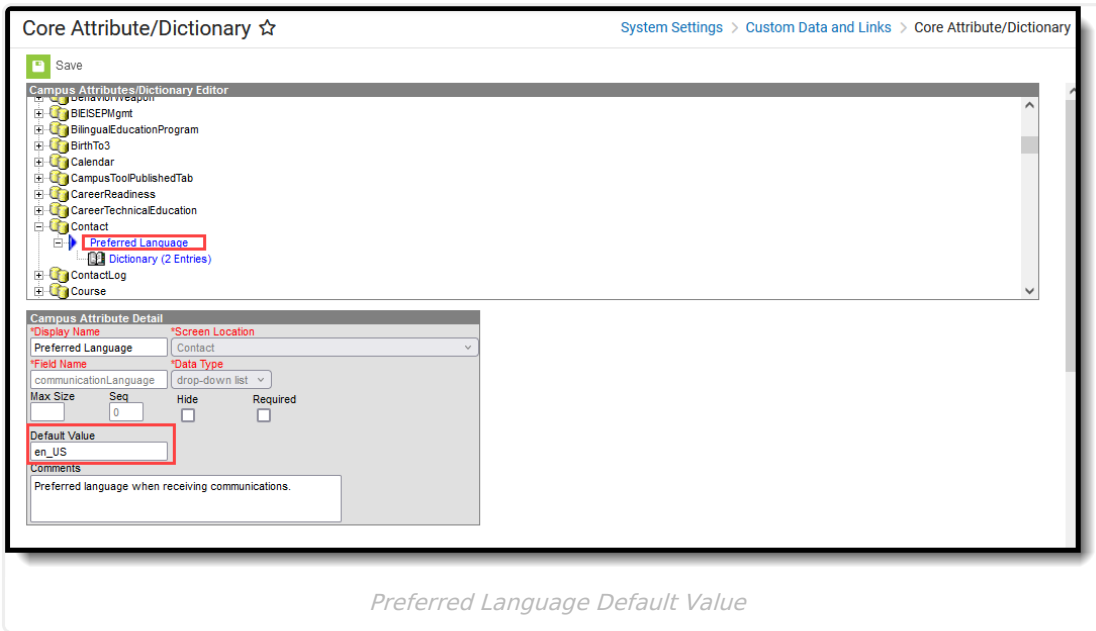 Core Attribute/Dictionary
System Settings > Custom Data and Links > Core Attribute/Dictionary
Save
Campus Attributes/Dictionary Editor
BehaviorWeapon
BIEISEPMgmt
BilingualEducationProgram
BirthTo3
Calendar
CampusToolPublishedTab
CareerReadiness
CareerTechnicalEducation
Contact
Preferred Language
Dictionary (2 Entries)
ContactLog
Course
Campus Attribute Detail
*Display Name *Screen Location
Preferred Language Contact
*Field Name *Data Type
communicationLanguage drop-down list
Max Size Seq Hide Required
0
Default Value
en_US
Comments
Preferred language when receiving communications.
Preferred Language Default Value